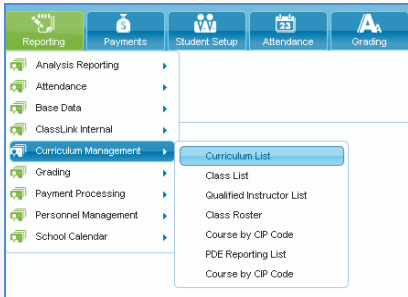 Reporting
Payments
Student Setup
23
Attendance
Grading
Analysis Reporting
Attendance
Base Data
ClassLink Internal
Curriculum Management
Grading
Payment Processing
Personnel Management
School Calendar
Curriculum List
Class List
Qualified Instructor List
Class Roster
Course by CIP Code
PDE Reporting List
Course by CIP Code